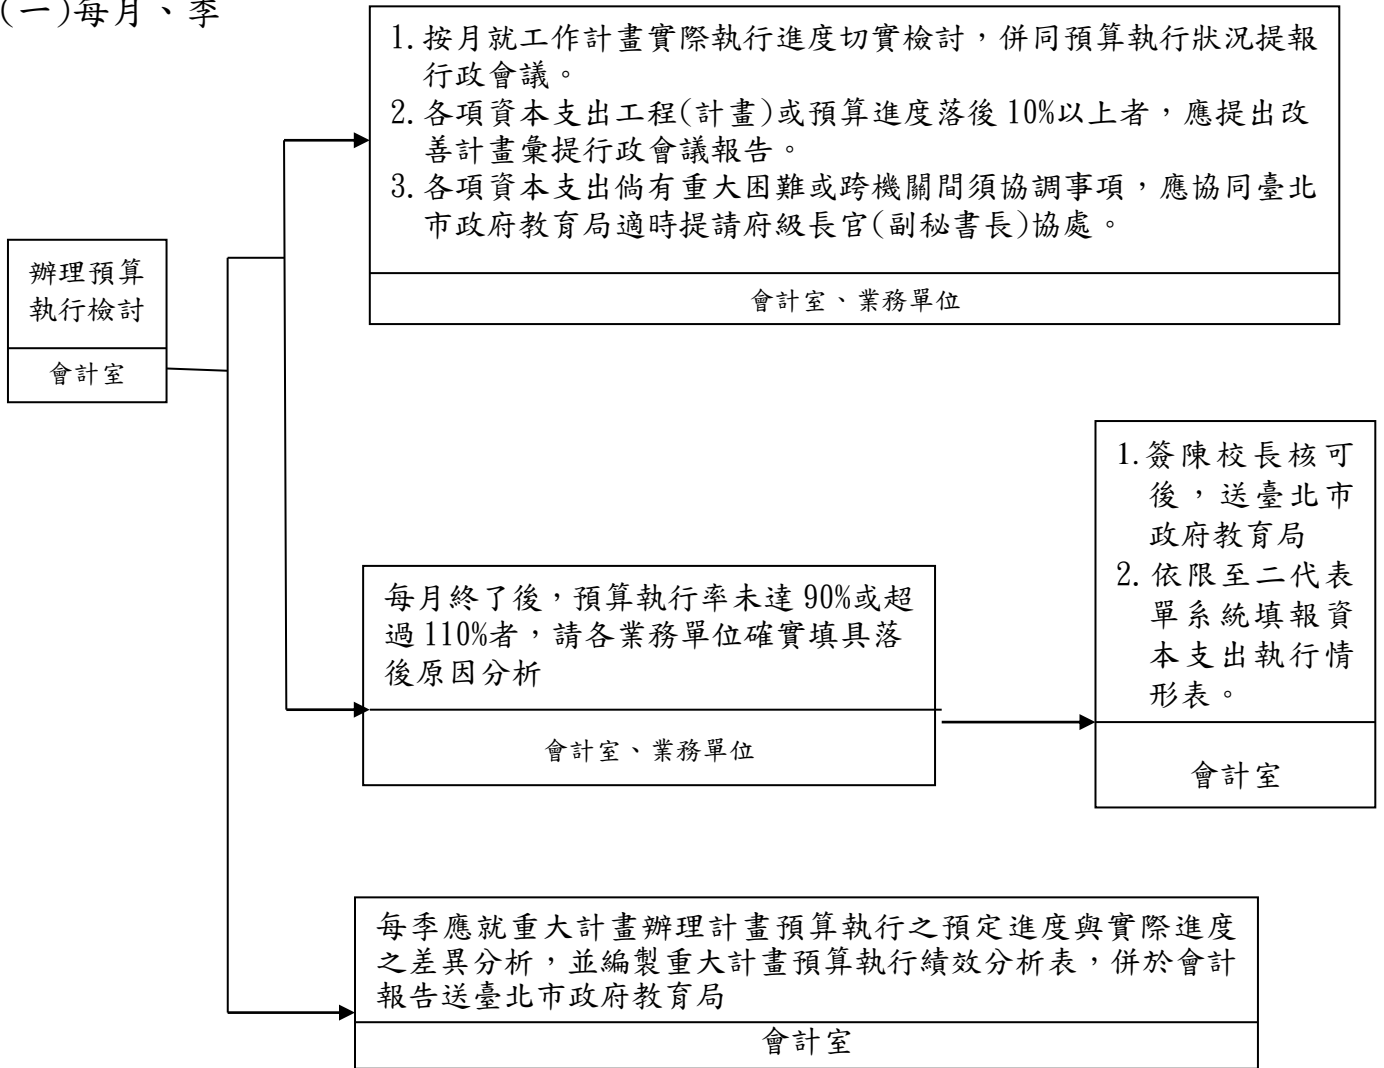 (一)每月、季
1.按月就工作計畫實際執行進度切實檢討，併同預算執行狀況提報
行政會議。
2.各項資本支出工程(計畫)或預算進度落後 10%以上者，應提出改
善計畫彙提行政會議報告。
3.各項資本支出倘有重大困難或跨機關間須協調事項，應協同臺北
市政府教育局適時提請府級長官(副秘書長)協處。
會計室、業務單位
辦理預算
執行檢討
會計室
每月終了後，預算執行率未達 90%或超
過 110%者，請各業務單位確實填具落
後原因分析
會計室、業務單位
1.簽陳校長核可
後，送臺北市
政府教育局
2.依限至二代表
單系統填報資
本支出執行情
形表。
會計室
每季應就重大計畫辦理計畫預算執行之預定進度與實際進度
之差異分析，並編製重大計畫預算執行績效分析表，併於會計
報告送臺北市政府教育局
會計室